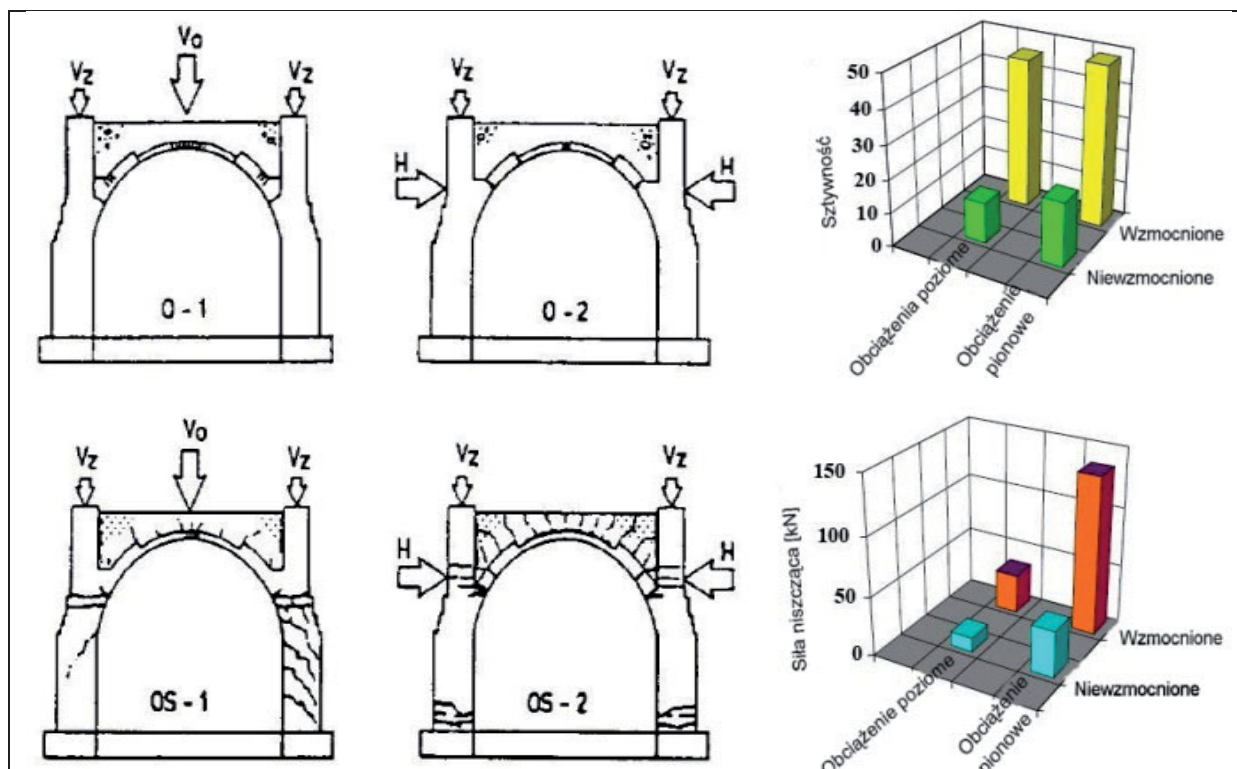 Vo
Vz
Vz
O - 1
Vz
Vz
H
H
O - 2
50
40
30
20
10
0
Sztywność
Wzmocnione
Niewzmocnione
Obciążenia poziome
Obciążenie
pionowe
Vo
Vz
Vz
OS - 1
Vz
Vz
H
H
OS - 2
150
100
50
0
Siła niszcząca [kN]
Wzmocnione
Niewzmocnione
Obciążenie poziome
Obciążenie
pionowe